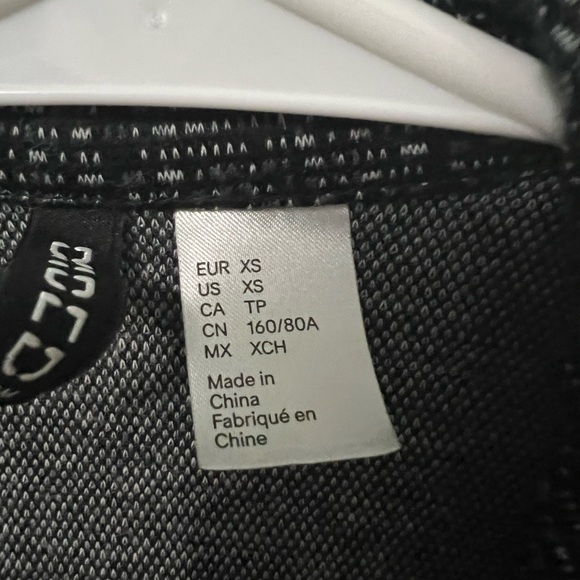 EUR XS
US XS
CA TP
CN 160/80A
MX XCH
Made in
China
Fabriqué en
Chine